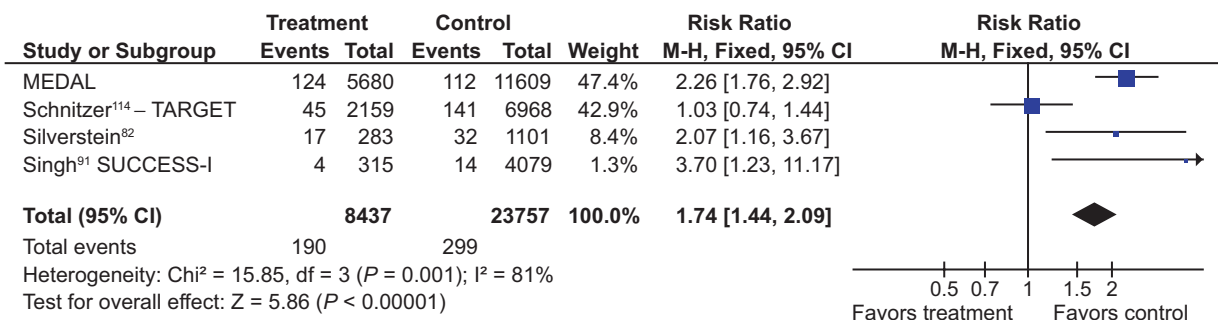 Treatment Control Risk Ratio Risk Ratio
Study or Subgroup Events Total Events Total Weight M-H, Fixed, 95% CI M-H, Fixed, 95% CI
MEDAL 124 5680 112 11609 47.4% 2.26 [1.76, 2.92]
Schnitzer¹¹⁴ – TARGET 45 2159 141 6968 42.9% 1.03 [0.74, 1.44]
Silverstein⁸² 17 283 32 1101 8.4% 2.07 [1.16, 3.67]
Singh⁹¹ SUCCESS-I 4 315 14 4079 1.3% 3.70 [1.23, 11.17]
Total (95% CI) 8437 23757 100.0% 1.74 [1.44, 2.09]
Total events 190 299
Heterogeneity: Chi² = 15.85, df = 3 (P = 0.001); I² = 81%
Test for overall effect: Z = 5.86 (P < 0.00001)
0.5 0.7 1 1.5 2
Favors treatment Favors control